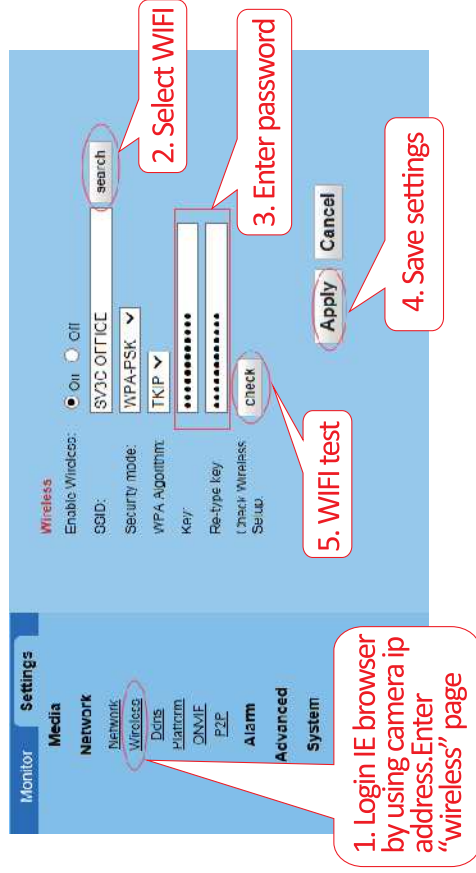 Monitor
Settings
Media
Network
Network
Wireless
Ddns
Platform
ONVIF
P2P
Alarm
Advanced
System
Wireless
Enable Wireless: On Off
SSID: SV3C OFFICE search
Security mode: WPA-PSK
WPA Algorithm: TKIP
Key: ••••••••••••
Re-type key ••••••••••••
Check Wireless check
Setup.
Apply Cancel
1. Login IE browser
by using camera ip
address.Enter
“wireless” page
2. Select WIFI
3. Enter password
4. Save settings
5. WIFI test